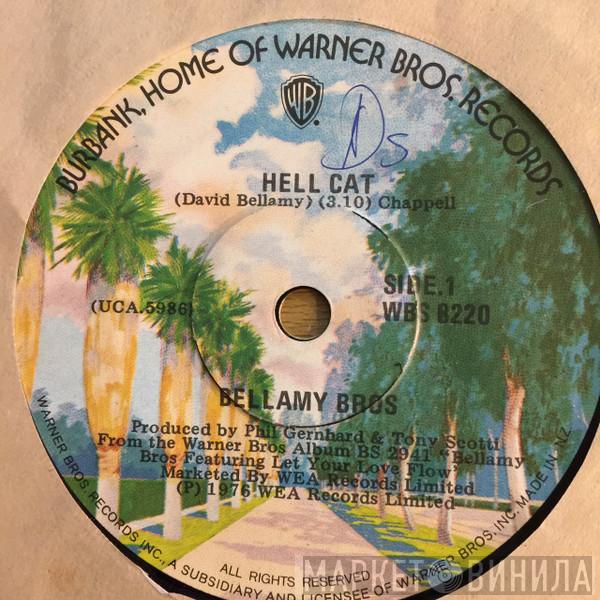 BURBANK, HOME OF WARNER BROS. RECORDS
WB
Ds
HELL CAT
(David Bellamy) (3.10) Chappell
(UCA.5986)
SIDE.1
WBS 8220
BELLAMY BROS
Produced by Phil Gernhard & Tony Scotti
From the Warner Bros Album BS 2941 "Bellamy
Bros Featuring Let Your Love Flow"
Marketed By WEA Records Limited
(P) 1976 WEA Records Limited
ALL RIGHTS RESERVED
WARNER BROS RECORDS INC., A SUBSIDIARY AND LICENSEE OF WARNER BROS. INC. MADE IN N.Z.
МАРКЕТ ВИНИЛА